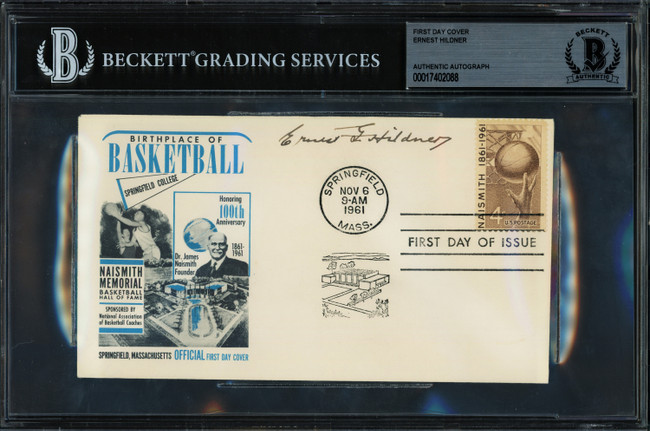 B
BECKETT® GRADING SERVICES
FIRST DAY COVER
ERNEST HILDNER
AUTHENTIC AUTOGRAPH
00017402088
B
BECKETT
AUTHENTIC
BIRTHPLACE OF
BASKETBALL
SPRINGFIELD COLLEGE
Honoring
100th
Anniversary
1861-
1961
Dr. James
Naismith
Founder
NAISMITH
MEMORIAL
BASKETBALL
HALL OF FAME
SPONSORED BY
National Association
of Basketball Coaches
SPRINGFIELD, MASSACHUSETTS OFFICIAL FIRST DAY COVER
Ernest E Hildner
SPRINGFIELD
NOV 6
9-AM
1961
MASS.
NAISMITH 1861-1961
4¢
U.S. POSTAGE
FIRST DAY OF ISSUE